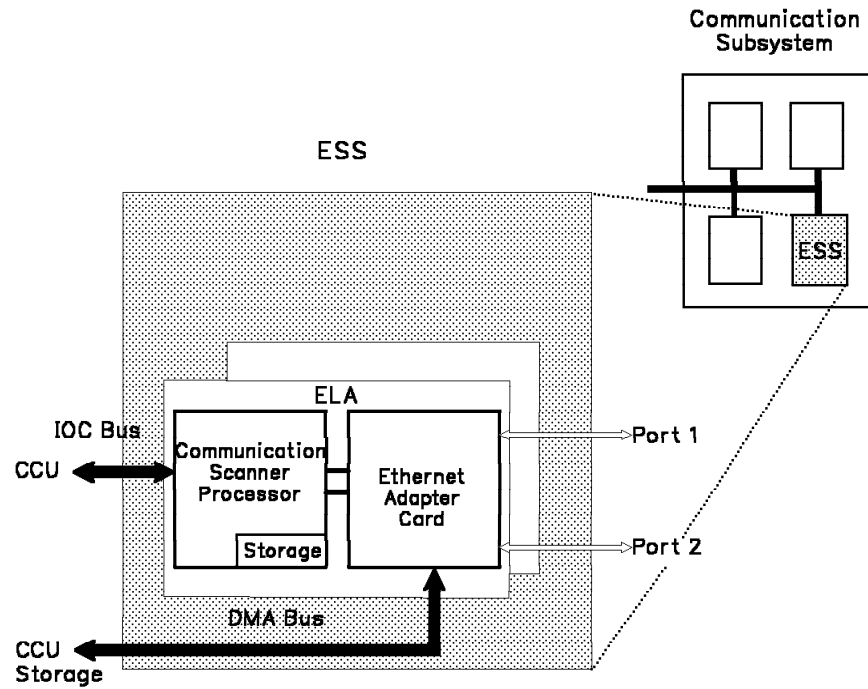 Communication
Subsystem
ESS
ESS
ELA
IOC Bus
CCU
Communication
Scanner
Processor
Storage
Ethernet
Adapter
Card
Port 1
Port 2
DMA Bus
CCU
Storage